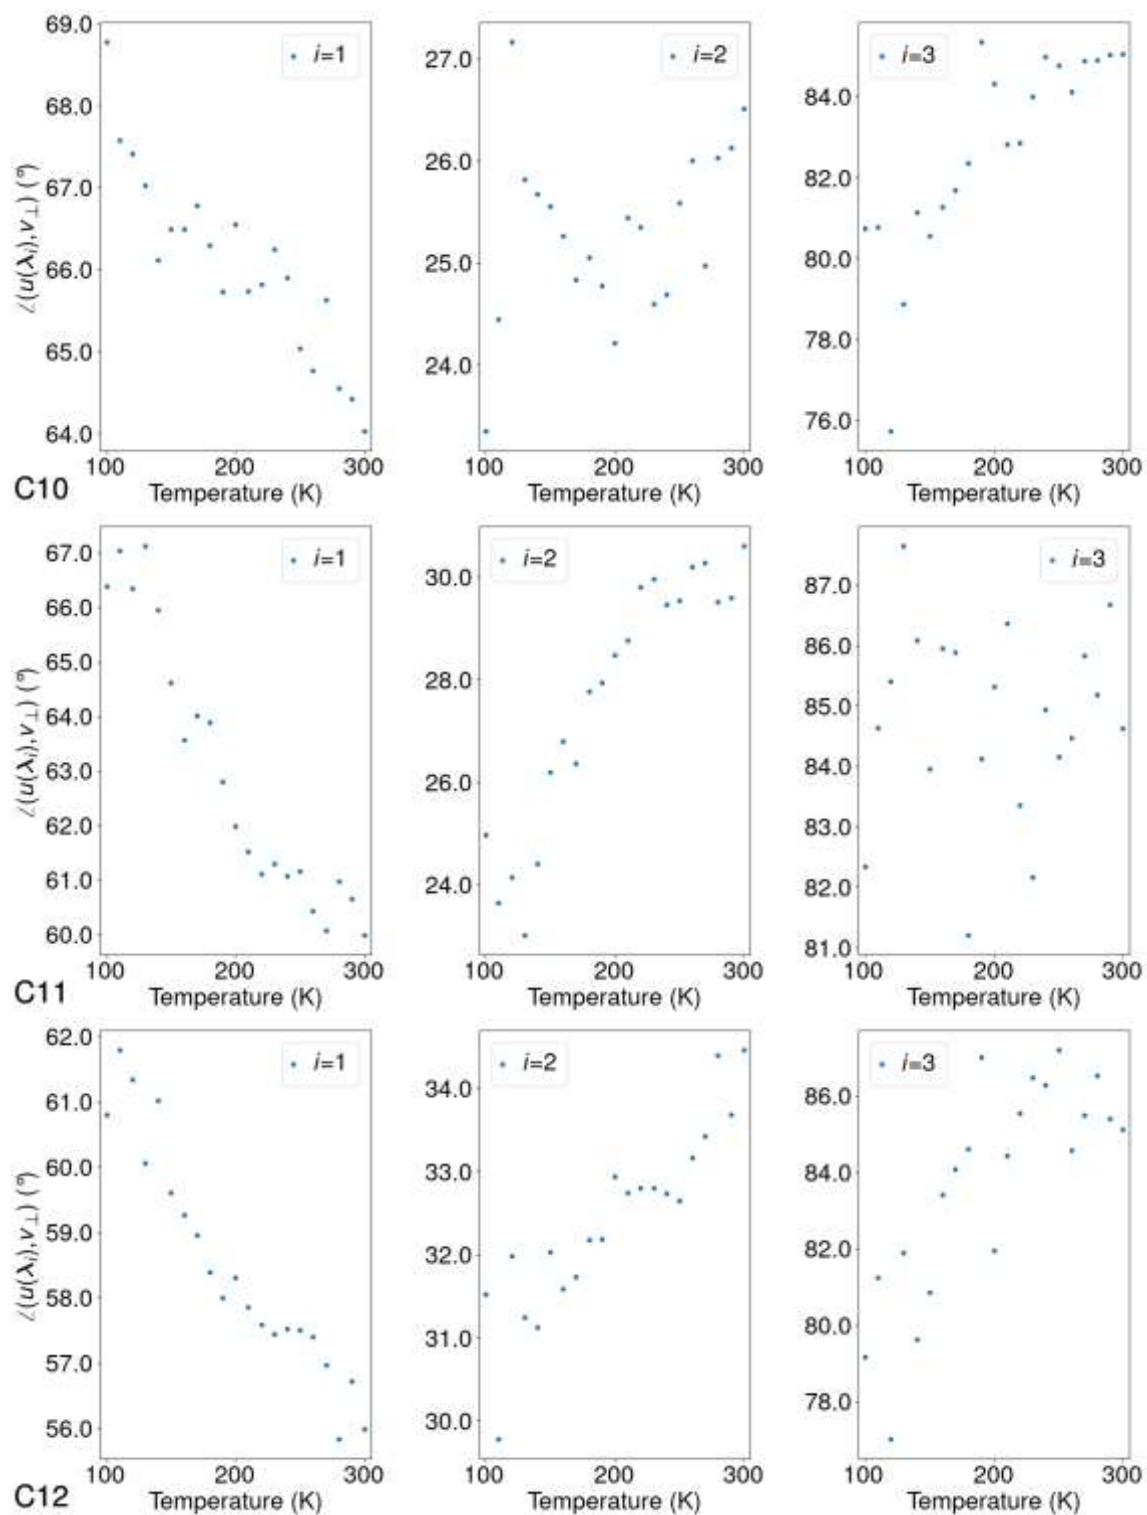 69.0
68.0
67.0
66.0
65.0
64.0
i=1
27.0
26.0
25.0
24.0
i=2
84.0
82.0
80.0
78.0
76.0
i=3
∠(u(λi),v⊥) (°)
100 200 300
100 200 300
100 200 300
C10
Temperature (K)
Temperature (K)
Temperature (K)
67.0
66.0
65.0
64.0
63.0
62.0
61.0
60.0
i=1
30.0
28.0
26.0
24.0
i=2
87.0
86.0
85.0
84.0
83.0
82.0
81.0
i=3
∠(u(λi),v⊥) (°)
100 200 300
100 200 300
100 200 300
C11
Temperature (K)
Temperature (K)
Temperature (K)
62.0
61.0
60.0
59.0
58.0
57.0
56.0
i=1
34.0
33.0
32.0
31.0
30.0
i=2
86.0
84.0
82.0
80.0
78.0
i=3
∠(u(λi),v⊥) (°)
100 200 300
100 200 300
100 200 300
C12
Temperature (K)
Temperature (K)
Temperature (K)